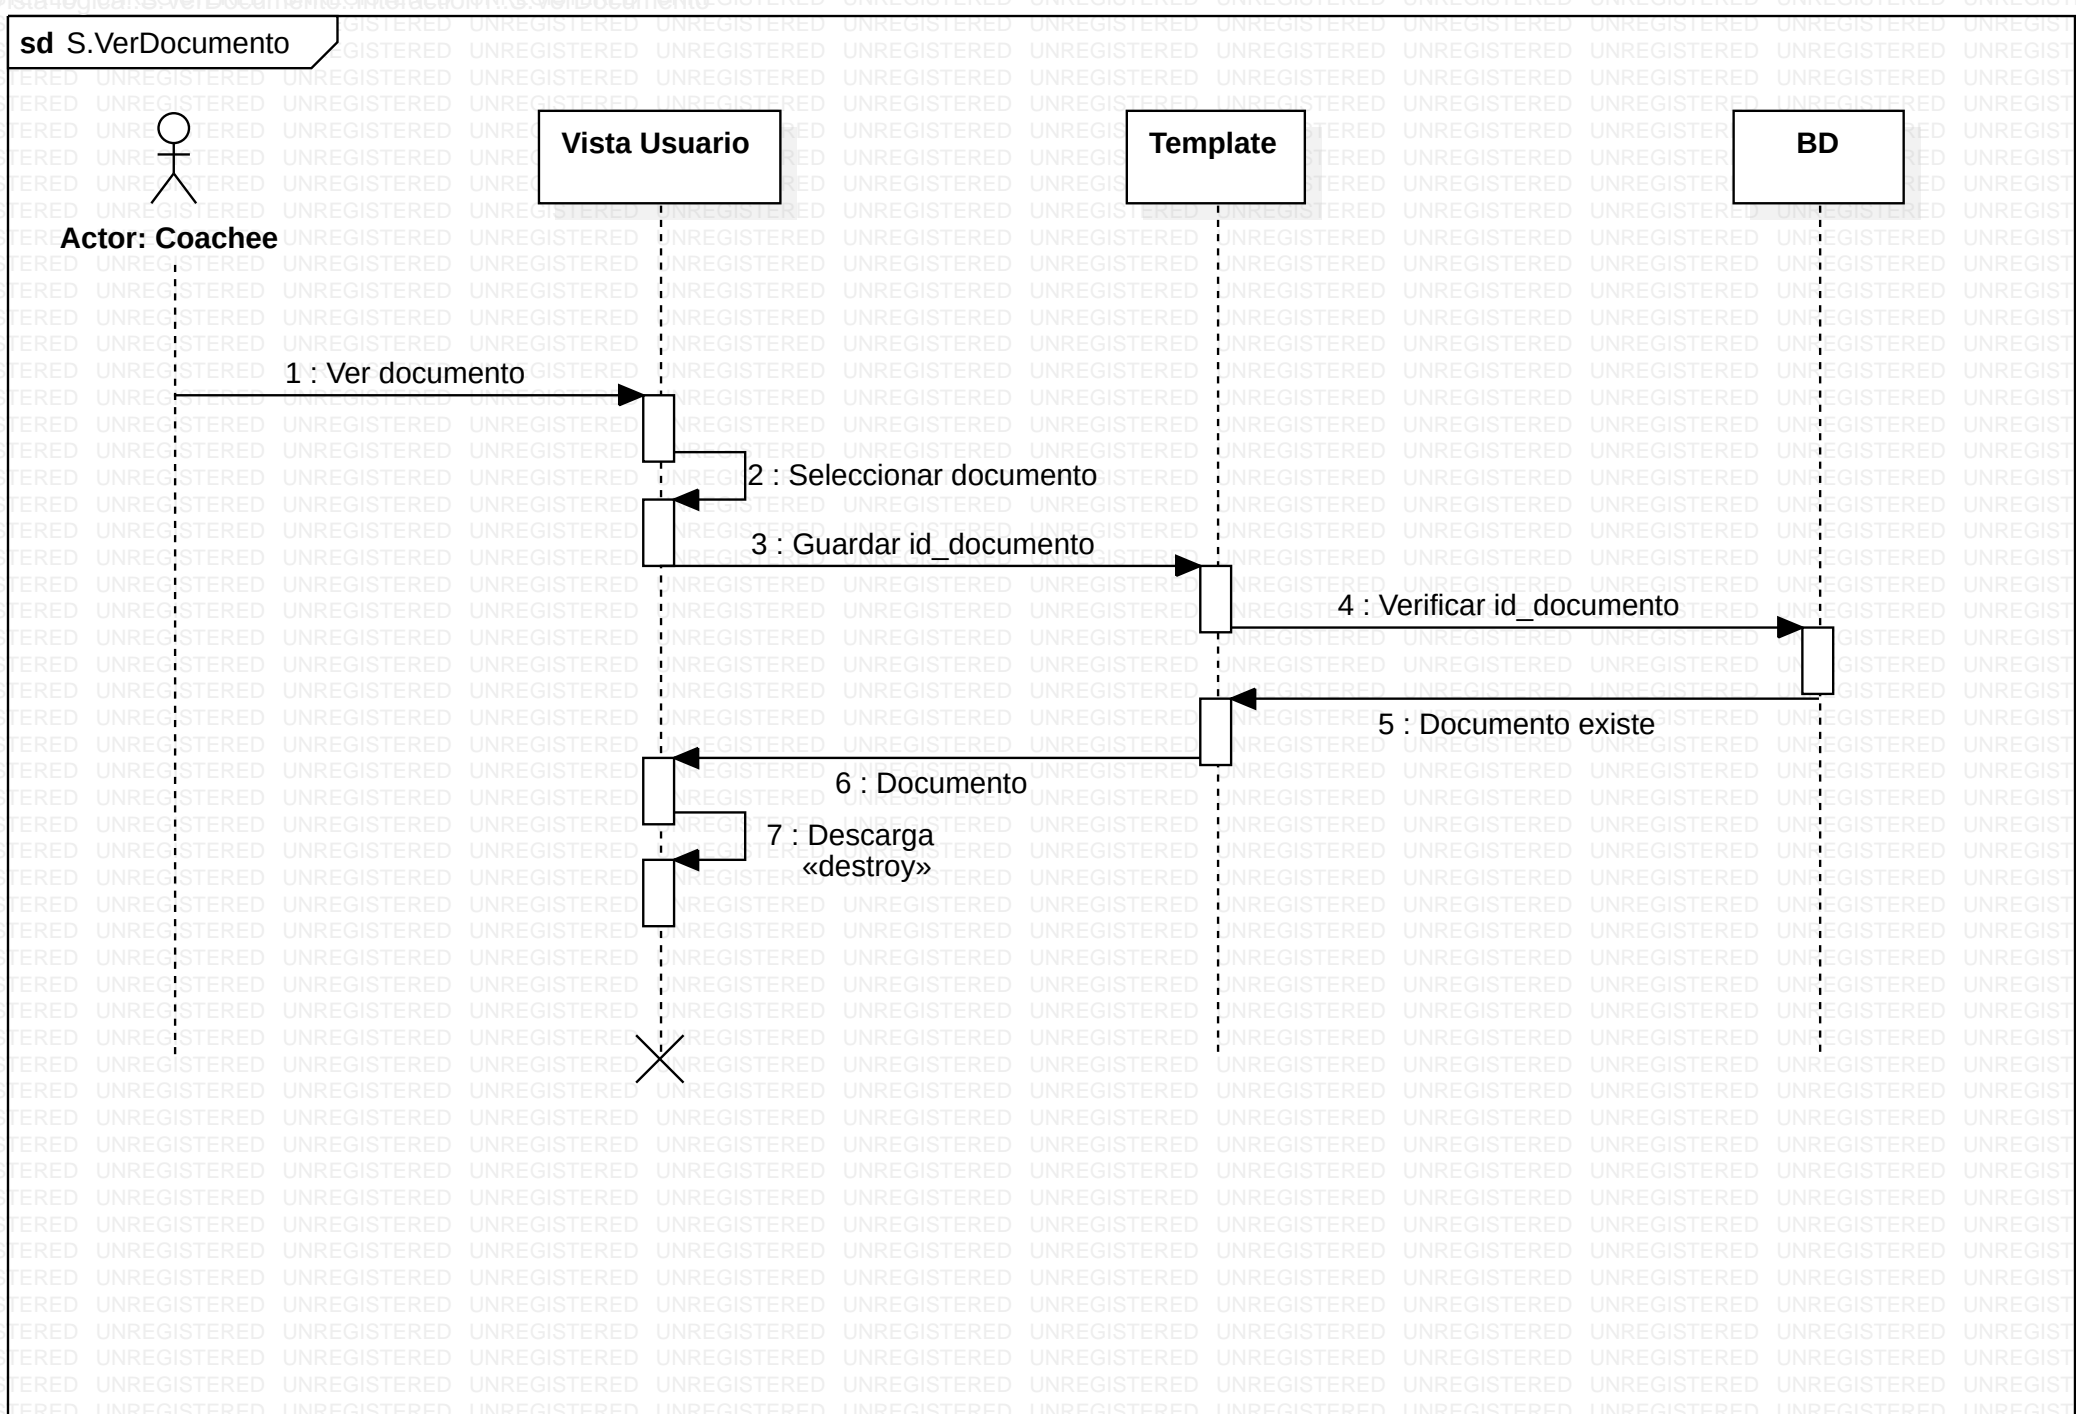 sd S.VerDocumento
Vista Usuario
Template
BD
Actor: Coachee
1 : Ver documento
2 : Seleccionar documento
3 : Guardar id_documento
4 : Verificar id_documento
5 : Documento existe
6 : Documento
7 : Descarga
«destroy»
UNREGISTERED